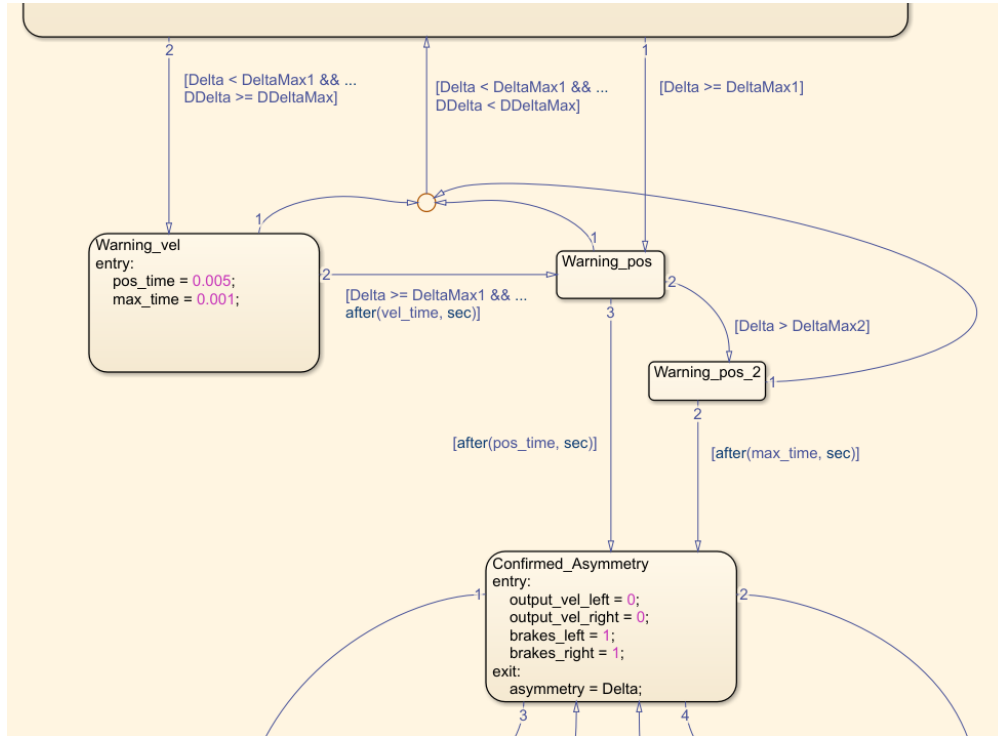 2
1
[Delta < DeltaMax1 && ...
DDelta >= DDeltaMax]
[Delta < DeltaMax1 && ...
DDelta < DDeltaMax]
[Delta >= DeltaMax1]
1
1
Warning_vel
entry:
pos_time = 0.005;
max_time = 0.001;
2
[Delta >= DeltaMax1 && ...
after(vel_time, sec)]
Warning_pos
2
3
[Delta > DeltaMax2]
Warning_pos_2
1
2
[after(pos_time, sec)]
[after(max_time, sec)]
Confirmed_Asymmetry
entry:
output_vel_left = 0;
output_vel_right = 0;
brakes_left = 1;
brakes_right = 1;
exit:
asymmetry = Delta;
1
2
3
4